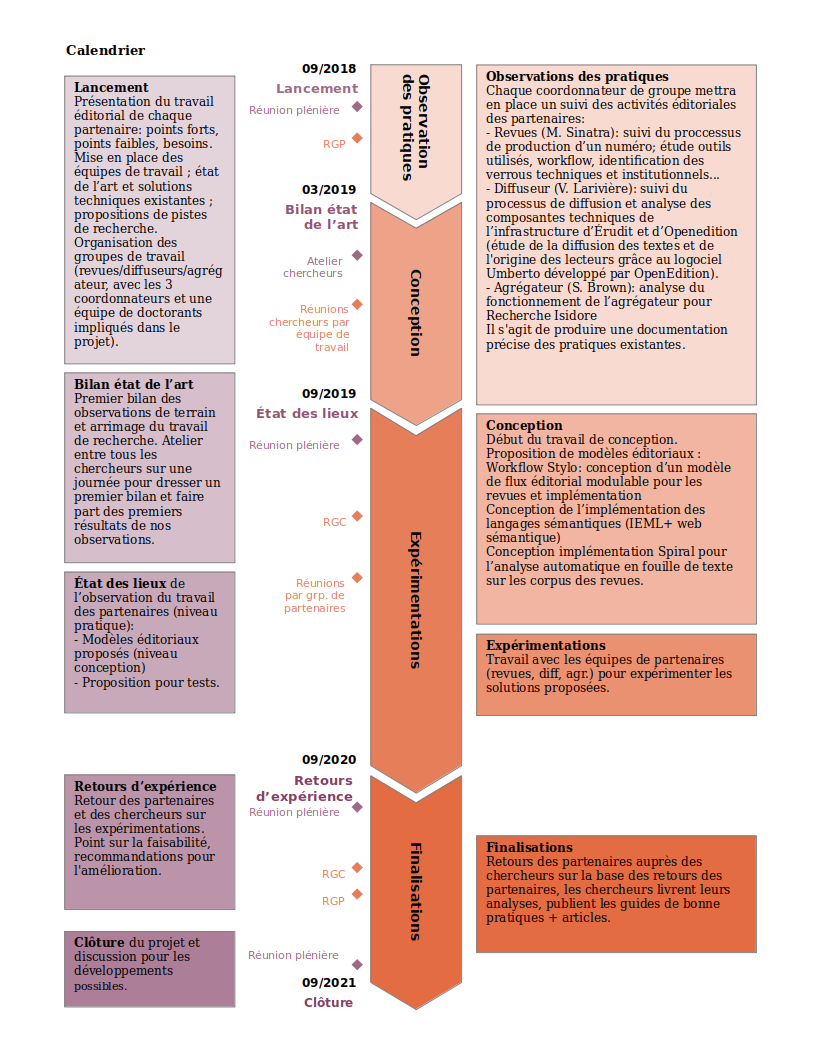 Calendrier
Lancement
Présentation du travail
éditorial de chaque
partenaire: points forts,
points faibles, besoins.
Mise en place des
équipes de travail ; état
de l’art et solutions
techniques existantes ;
propositions de pistes
de recherche.
Organisation des
groupes de travail
(revues/diffuseurs/agrég
ateur, avec les 3
coordonnateurs et une
équipe de doctorants
impliqués dans le
projet).
Bilan état de l’art
Premier bilan des
observations de terrain
et arrimage du travail
de recherche. Atelier
entre tous les
chercheurs sur une
journée pour dresser un
premier bilan et faire
part des premiers
résultats de nos
observations.
État des lieux de
l’observation du travail
des partenaires (niveau
pratique):
- Modèles éditoriaux
proposés (niveau
conception)
- Proposition pour tests.
Retours d’expérience
Retour des partenaires
et des chercheurs sur
les expérimentations.
Point sur la faisabilité,
recommandations pour
l'amélioration.
Clôture du projet et
discussion pour les
développements
possibles.
09/2018
Lancement
Réunion plénière
RGP
03/2019
Bilan état
de l’art
Atelier
chercheurs
Réunions
chercheurs par
équipe de
travail
09/2019
État des lieux
Réunion plénière
RGC
Réunions
par grp. de
partenaires
09/2020
Retours
d’expérience
Réunion plénière
RGC
RGP
Réunion plénière
09/2021
Clôture
Observation
des pratiques
Conception
Expérimentations
Finalisations
Observations des pratiques
Chaque coordonnateur de groupe mettra
en place un suivi des activités éditoriales
des partenaires:
- Revues (M. Sinatra): suivi du proccessus
de production d’un numéro; étude outils
utilisés, workflow, identification des
verrous techniques et institutionnels...
- Diffuseur (V. Larivière): suivi du
processus de diffusion et analyse des
composantes techniques de
l’infrastructure d’Érudit et d’Openedition
(étude de la diffusion des textes et de
l'origine des lecteurs grâce au logociel
Umberto développé par OpenEdition).
- Agrégateur (S. Brown): analyse du
fonctionnement de l’agrégateur pour
Recherche Isidore
Il s'agit de produire une documentation
précise des pratiques existantes.
Conception
Début du travail de conception.
Proposition de modèles éditoriaux :
Workflow Stylo: conception d’un modèle
de flux éditorial modulable pour les
revues et implémentation
Conception de l’implémentation des
langages sémantiques (IEML+ web
sémantique)
Conception implémentation Spiral pour
l’analyse automatique en fouille de texte
sur les corpus des revues.
Expérimentations
Travail avec les équipes de partenaires
(revues, diff, agr.) pour expérimenter les
solutions proposées.
Finalisations
Retours des partenaires auprès des
chercheurs sur la base des retours des
partenaires, les chercheurs livrent leurs
analyses, publient les guides de bonne
pratiques + articles.